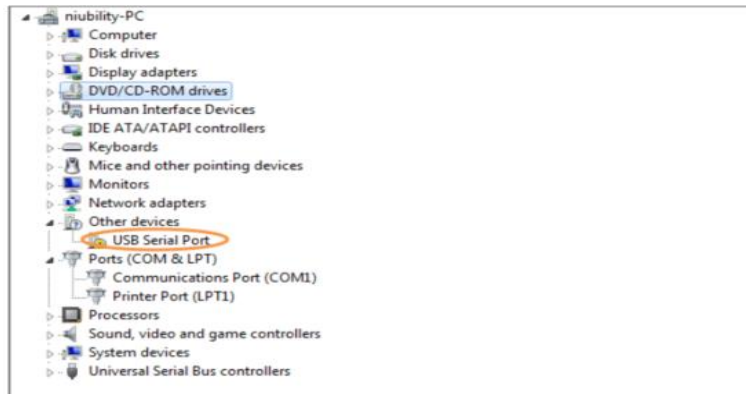 niubility-PC
Computer
Disk drives
Display adapters
DVD/CD-ROM drives
Human Interface Devices
IDE ATA/ATAPI controllers
Keyboards
Mice and other pointing devices
Monitors
Network adapters
Other devices
USB Serial Port
Ports (COM & LPT)
Communications Port (COM1)
Printer Port (LPT1)
Processors
Sound, video and game controllers
System devices
Universal Serial Bus controllers